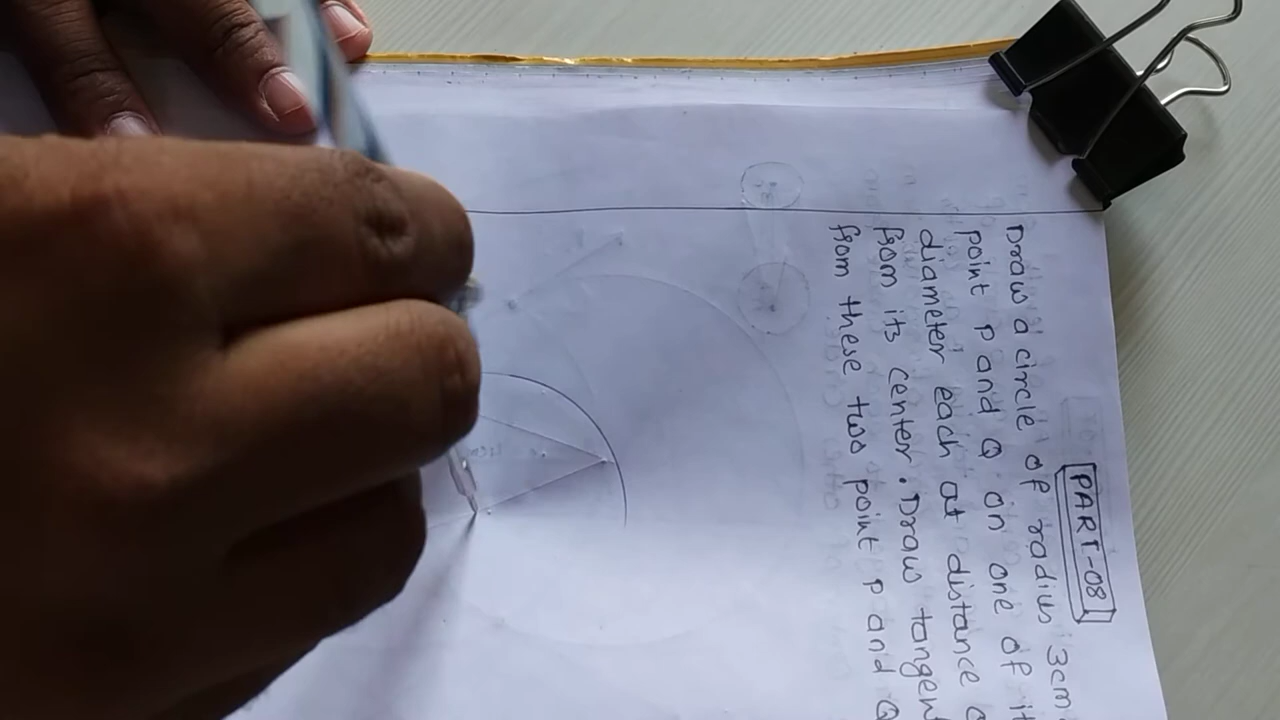 PART-08
Draw a circle of radius 3cm.
point P and Q on one of it
diameter each at distance
from its center. Draw tangen
from these two point P and Q